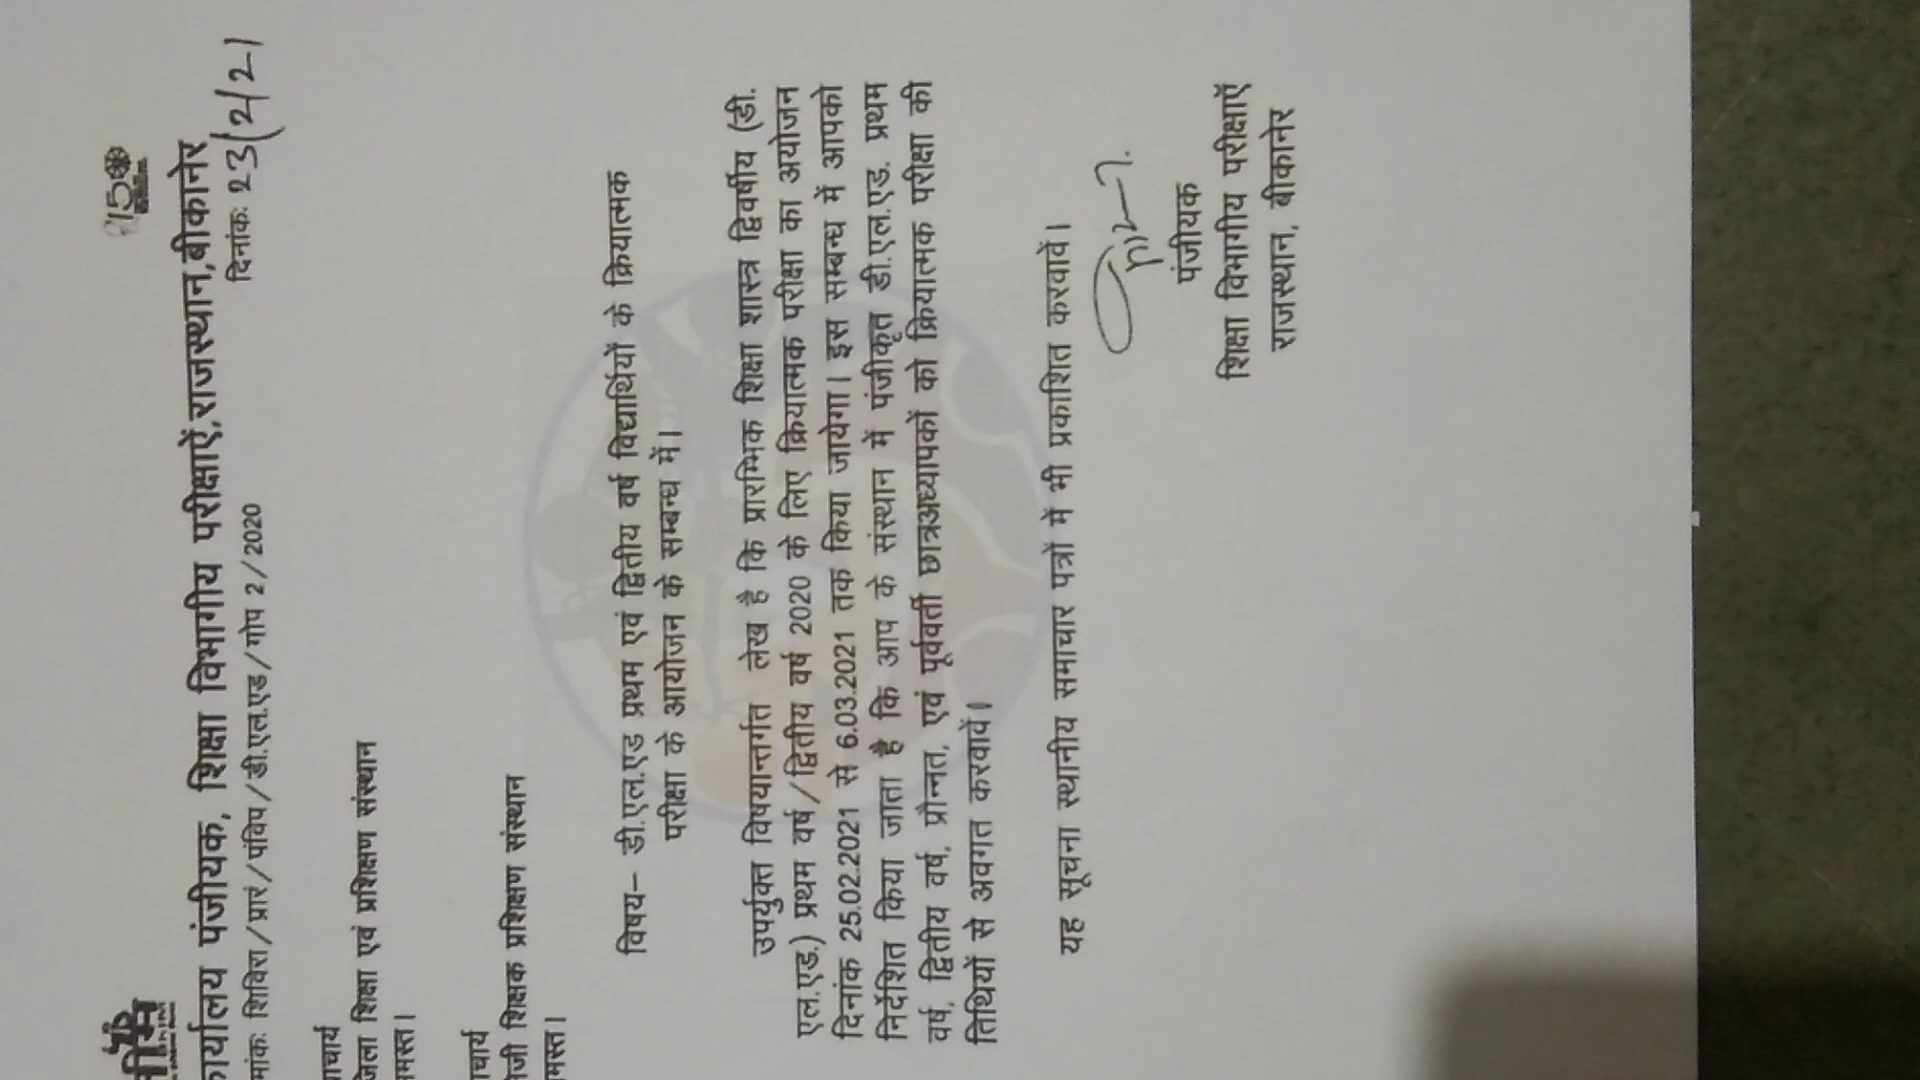 150
कार्यालय पंजीयक, शिक्षा विभागीय परीक्षाऐं,राजस्थान,बीकानेर
मांकः शिविरा/प्रारं/पंविप/डी.एल.एड/गोप 2/2020 दिनांकः 23/2/21
ाचार्य
जेला शिक्षा एवं प्रशिक्षण संस्थान
मस्त।
ाचार्य
जी शिक्षक प्रशिक्षण संस्थान
मस्त।
विषय– डी.एल.एड प्रथम एवं द्वितीय वर्ष विद्यार्थियों के क्रियात्मक
परीक्षा के आयोजन के सम्बन्ध में।
उपर्युक्त विषयान्तर्गत लेख है कि प्रारम्भिक शिक्षा शास्त्र द्विवर्षीय (डी.
एल.एड.) प्रथम वर्ष/द्वितीय वर्ष 2020 के लिए क्रियात्मक परीक्षा का अयोजन
दिनांक 25.02.2021 से 6.03.2021 तक किया जायेगा। इस सम्बन्ध में आपको
निर्देशित किया जाता है कि आप के संस्थान में पंजीकृत डी.एल.एड. प्रथम
वर्ष, द्वितीय वर्ष, प्रौन्नत, एवं पूर्ववर्ती छात्रअध्यापकों को क्रियात्मक परीक्षा की
तिथियों से अवगत करवावें।
यह सूचना स्थानीय समाचार पत्रों में भी प्रकाशित करवावें।
पंजीयक
शिक्षा विभागीय परीक्षाऍं
राजस्थान, बीकानेर